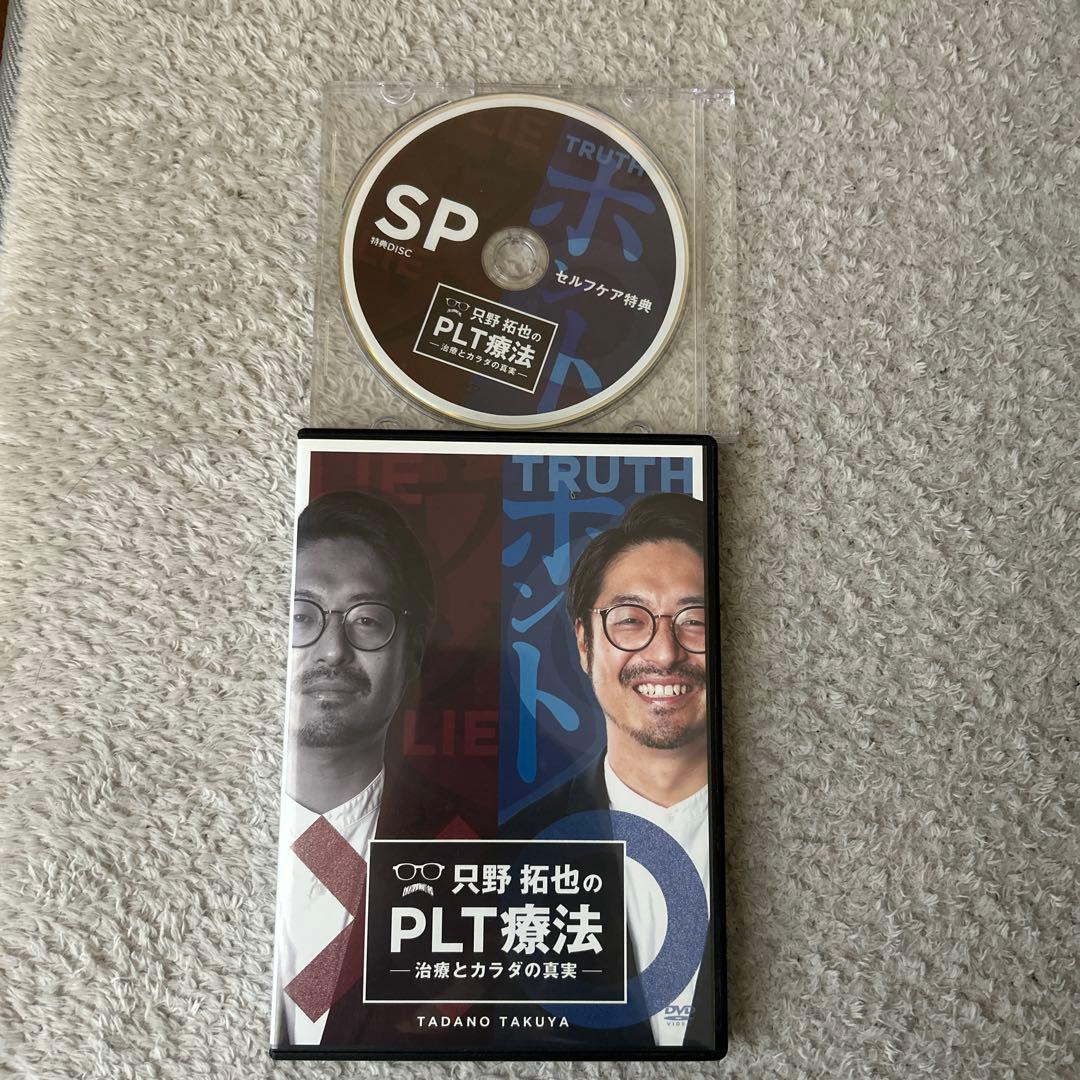 LIE
TRUTH
ホント
SP
特典DISC
LIE
セルフケア特典
只野 拓也の
PLT療法
治療とカラダの真実
LIE
TRUTH
ホント
LIE
只野 拓也の
PLT療法
治療とカラダの真実
TADANO TAKUYA
DVD
VIDEO